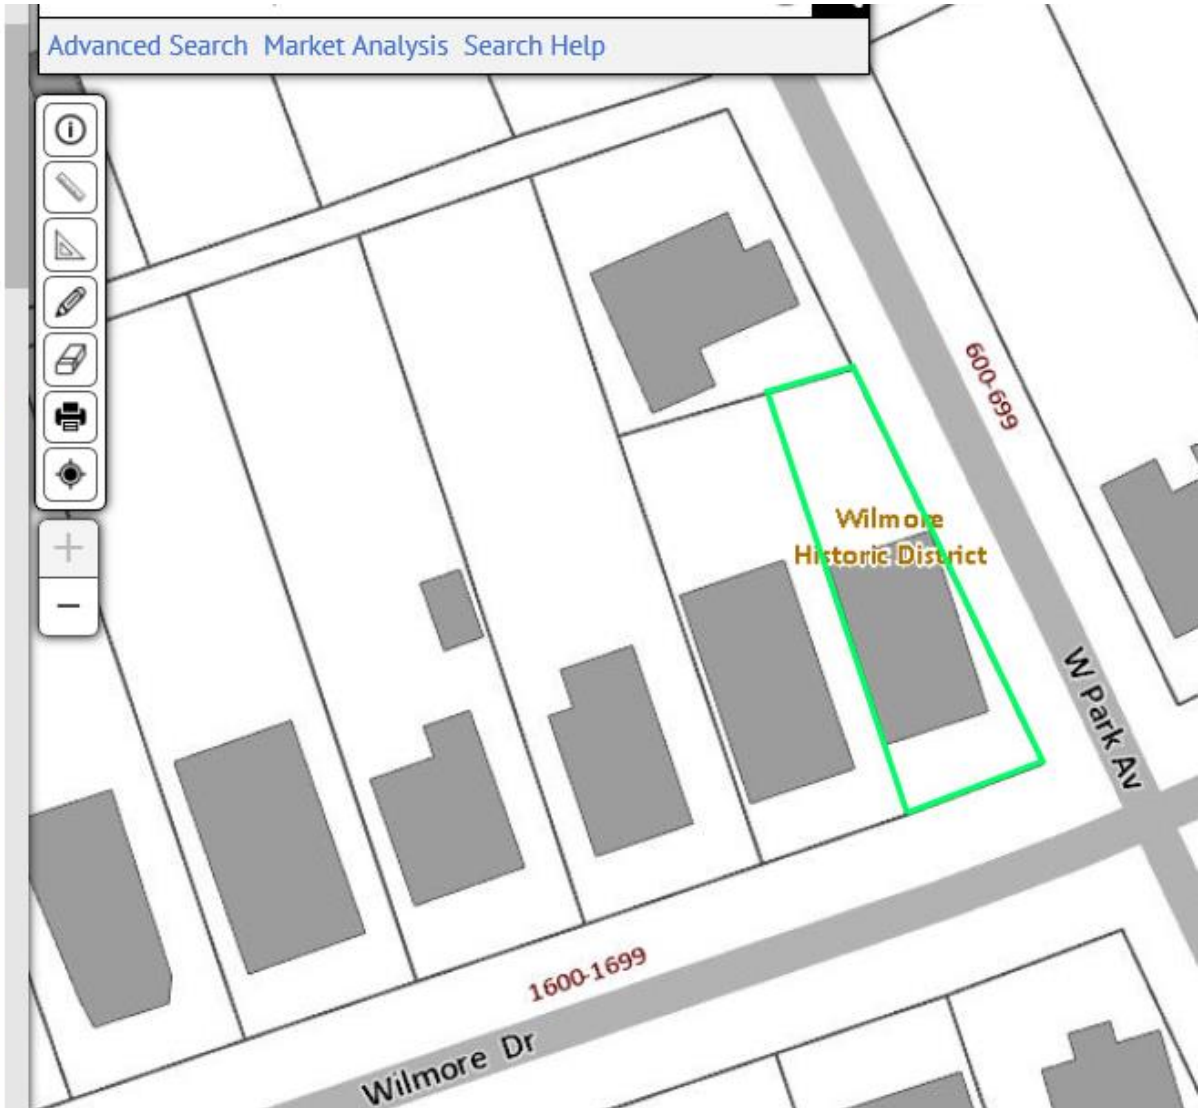 Advanced Search Market Analysis Search Help
600-699
Wilmore
Historic District
W Park Av
1600-1699
Wilmore Dr